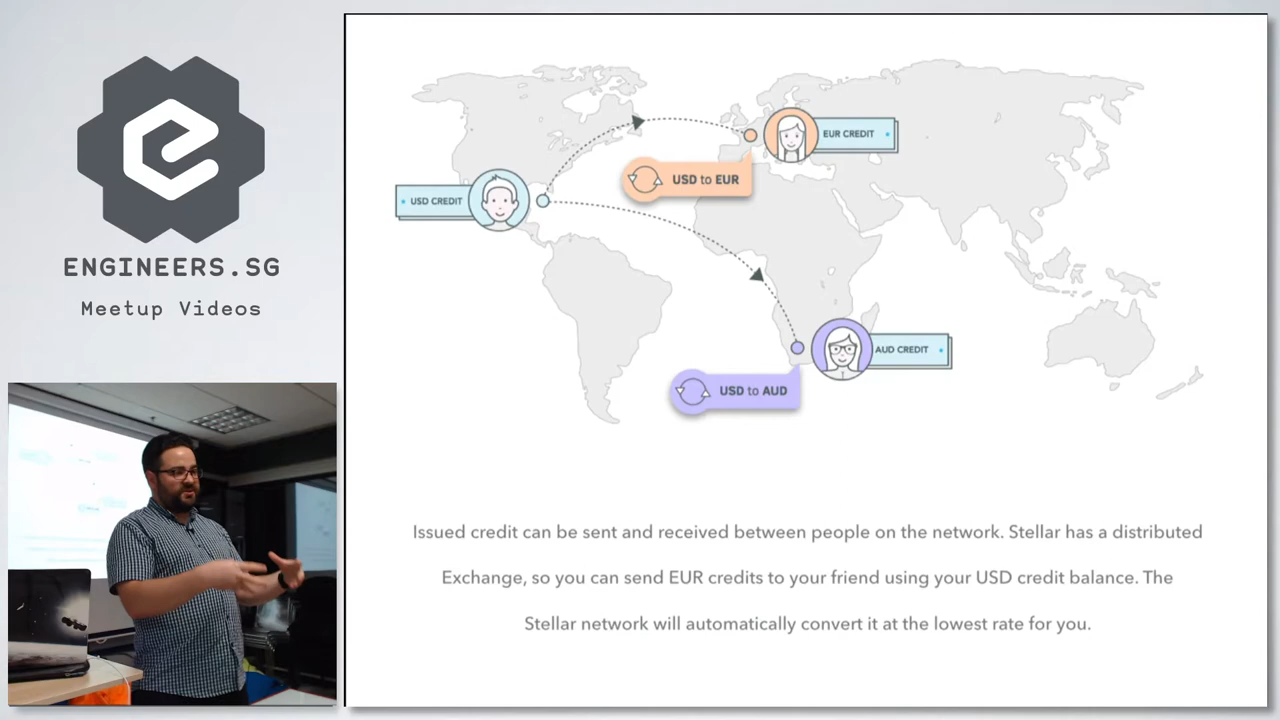 ENGINEERS.SG
Meetup Videos
EUR CREDIT
USD to EUR
USD CREDIT
AUD CREDIT
USD to AUD
Issued credit can be sent and received between people on the network. Stellar has a distributed
Exchange, so you can send EUR credits to your friend using your USD credit balance. The
Stellar network will automatically convert it at the lowest rate for you.